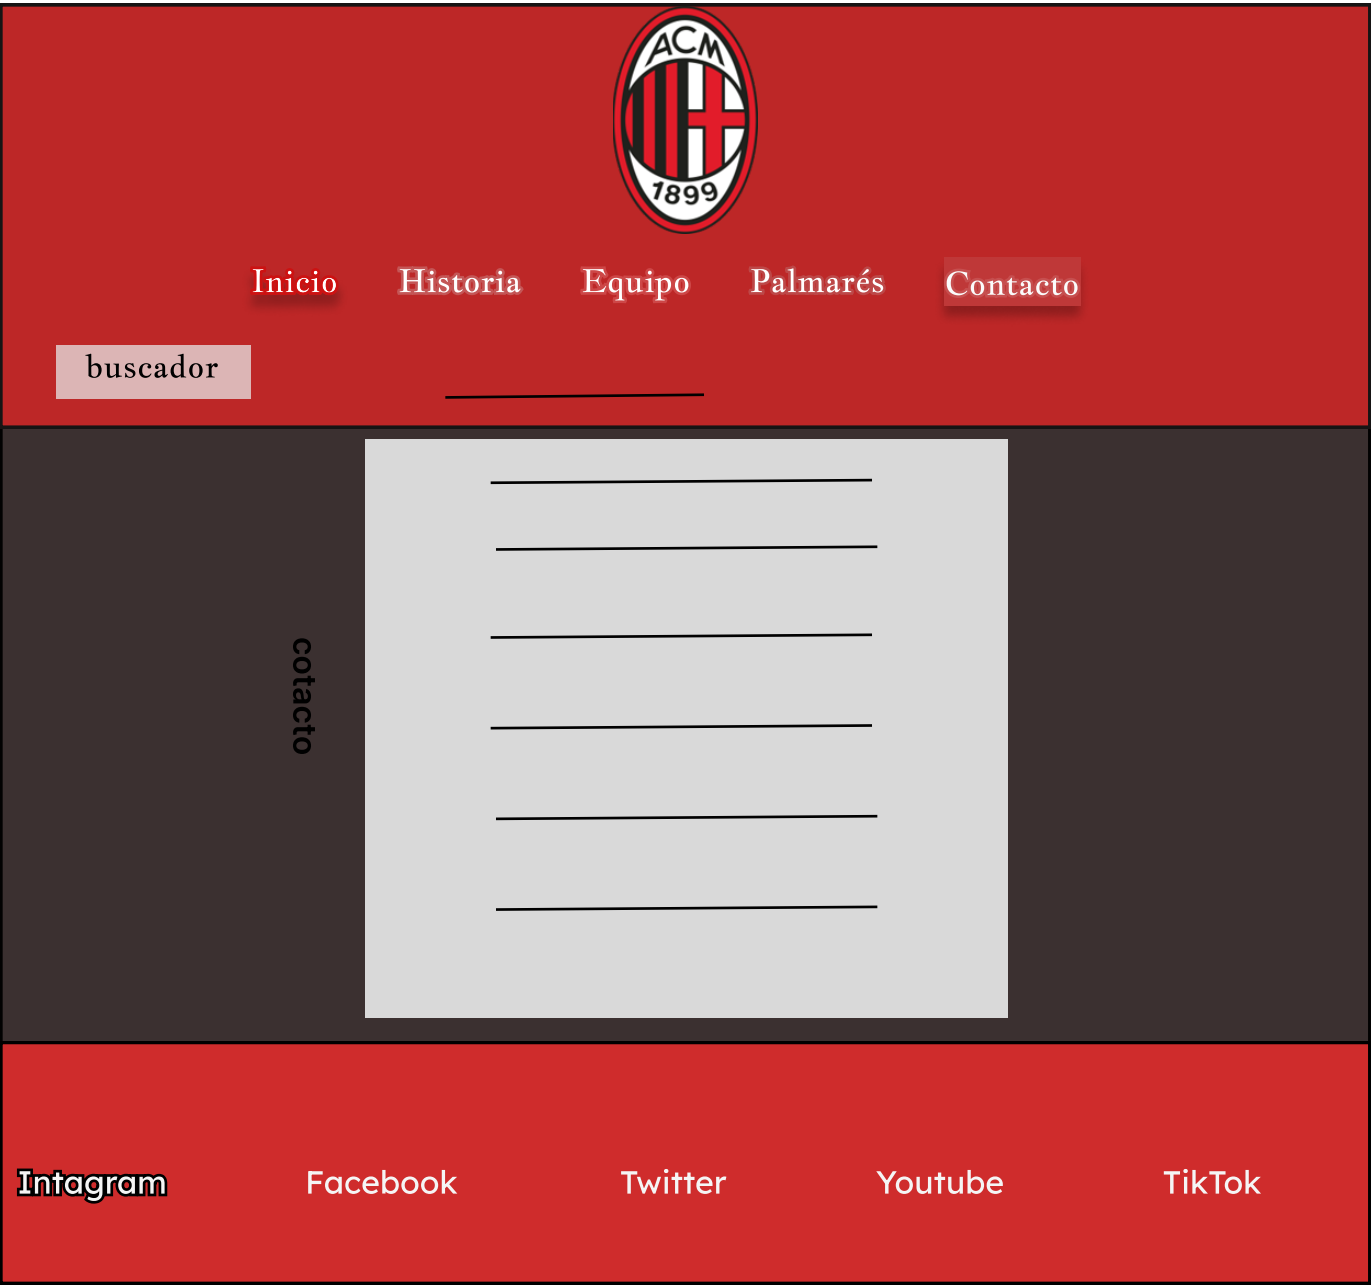 ACM
1899
Inicio Historia Equipo Palmarés Contacto
buscador
cotacto
Intagram Facebook Twitter Youtube TikTok